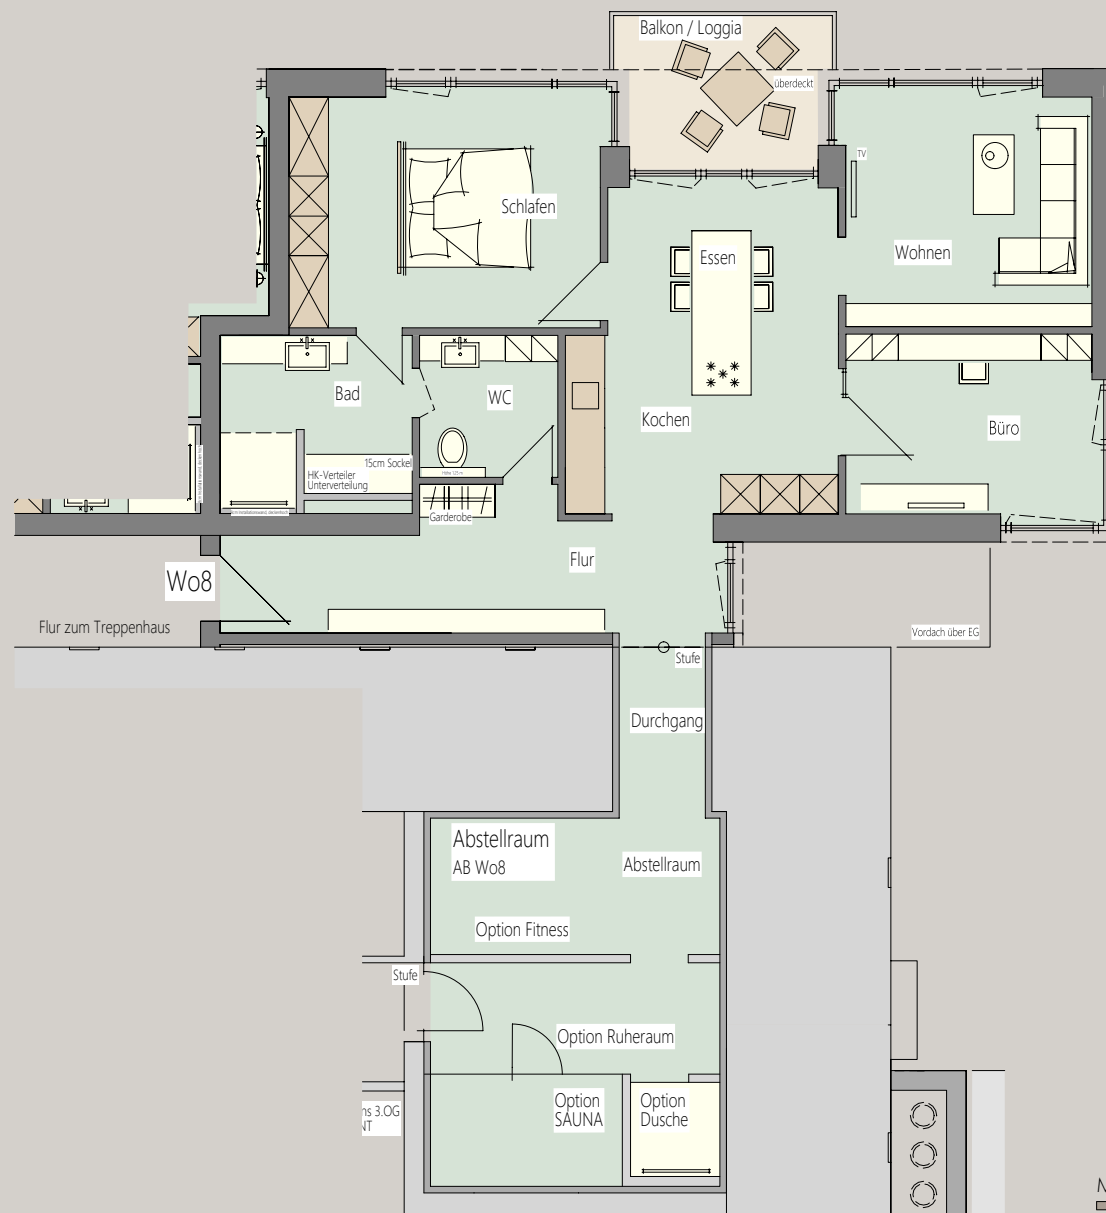 Balkon / Loggia
überdeckt
TV
Schlafen
Essen
Wohnen
Bad
WC
Kochen
Büro
15cm Sockel
HK-Verteiler
Unterverteilung
Garderobe
Flur
Wo8
Flur zum Treppenhaus
Vordach über EG
Stufe
Durchgang
Abstellraum
AB Wo8
Abstellraum
Option Fitness
Stufe
Option Ruheraum
Option
SAUNA
Option
Dusche
3.OG